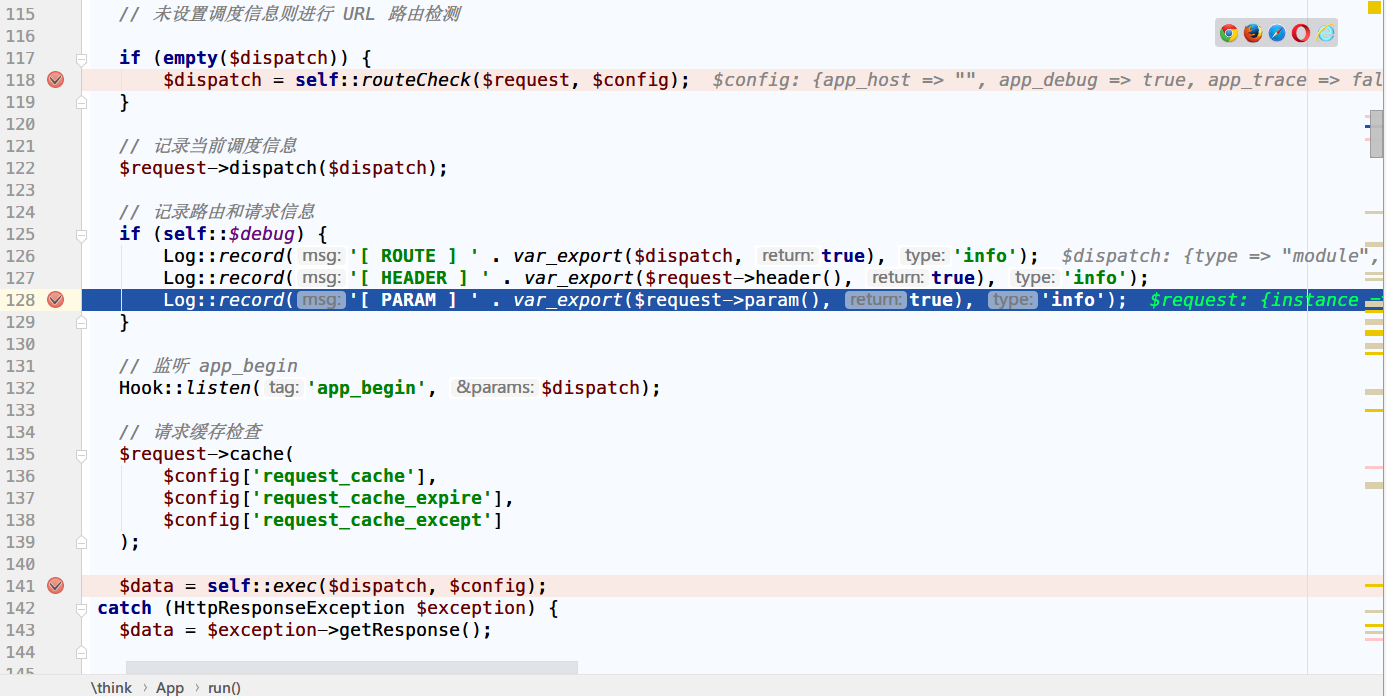 115 // 未设置调度信息则进行 URL 路由检测
116
117 if (empty($dispatch)) {
118 $dispatch = self::routeCheck($request, $config); $config: {app_host => "", app_debug => true, app_trace => fal
119 }
120
121 // 记录当前调度信息
122 $request->dispatch($dispatch);
123
124 // 记录路由和请求信息
125 if (self::$debug) {
126 Log::record( msg: '[ ROUTE ] ' . var_export($dispatch, return: true), type: 'info'); $dispatch: {type => "module",
127 Log::record( msg: '[ HEADER ] ' . var_export($request->header(), return: true), type: 'info');
128 Log::record( msg: '[ PARAM ] ' . var_export($request->param(), return: true), type: 'info'); $request: {instance =
129 }
130
131 // 监听 app_begin
132 Hook::listen( tag: 'app_begin', &params: $dispatch);
133
134 // 请求缓存检查
135 $request->cache(
136 $config['request_cache'],
137 $config['request_cache_expire'],
138 $config['request_cache_except']
139 );
140
141 $data = self::exec($dispatch, $config);
142 catch (HttpResponseException $exception) {
143 $data = $exception->getResponse();
144
145
\think › App › run()